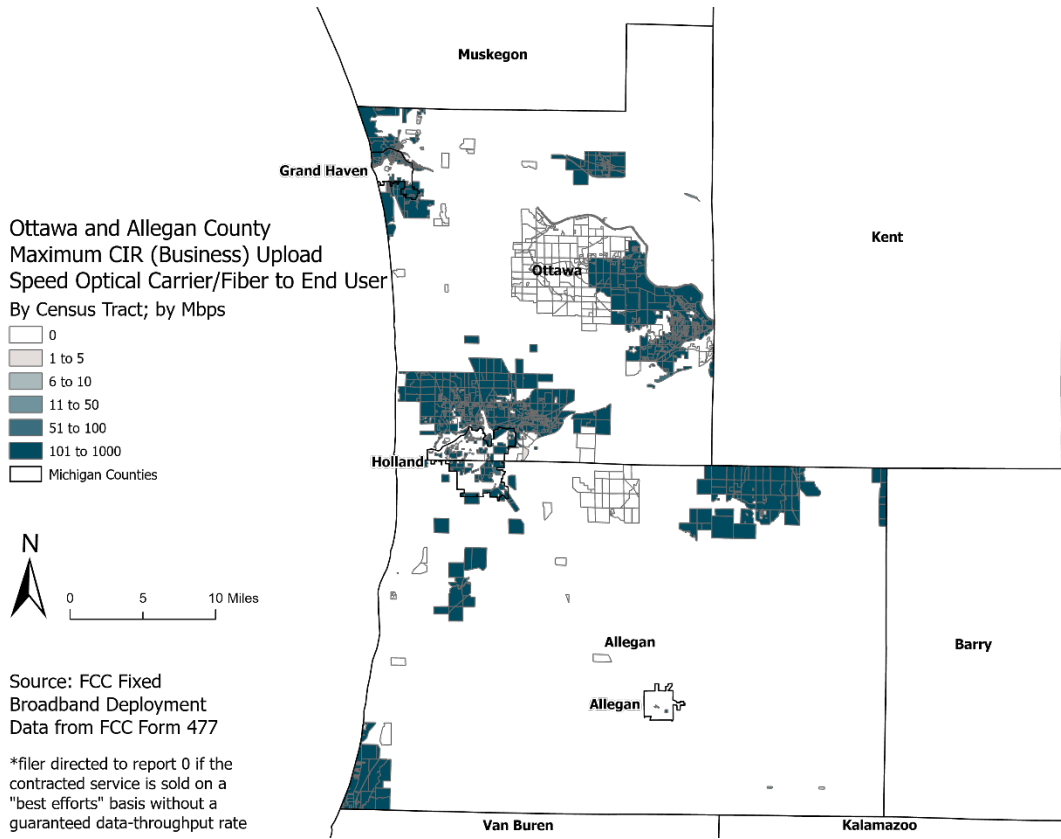 Muskegon
Grand Haven
Kent
Ottawa and Allegan County
Maximum CIR (Business) Upload
Speed Optical Carrier/Fiber to End User
By Census Tract; by Mbps
0
1 to 5
6 to 10
11 to 50
51 to 100
101 to 1000
Michigan Counties
Ottawa
Holland
N
0 5 10 Miles
Allegan
Barry
Allegan
Source: FCC Fixed
Broadband Deployment
Data from FCC Form 477
*filer directed to report 0 if the
contracted service is sold on a
"best efforts" basis without a
guaranteed data-throughput rate
Van Buren
Kalamazoo